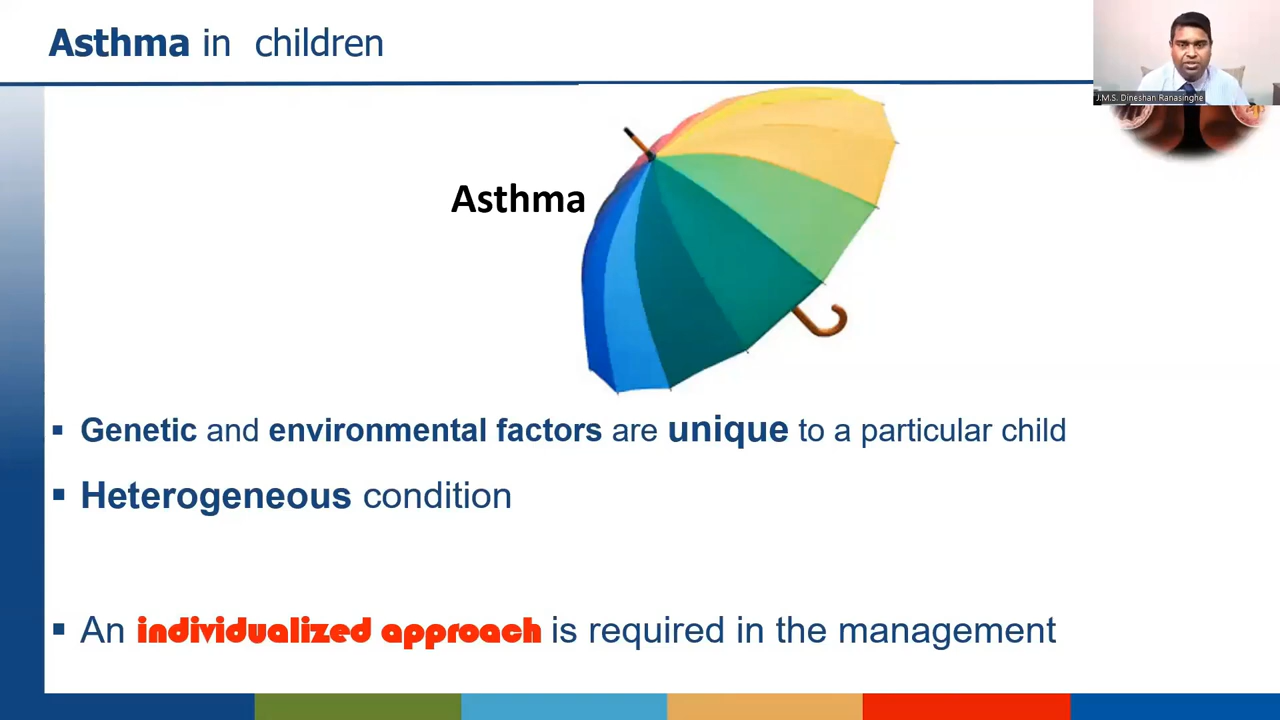 Asthma in children
J.M.S. Dineshan Ranasinghe
Asthma
Genetic and environmental factors are unique to a particular child
Heterogeneous condition
An individualized approach is required in the management